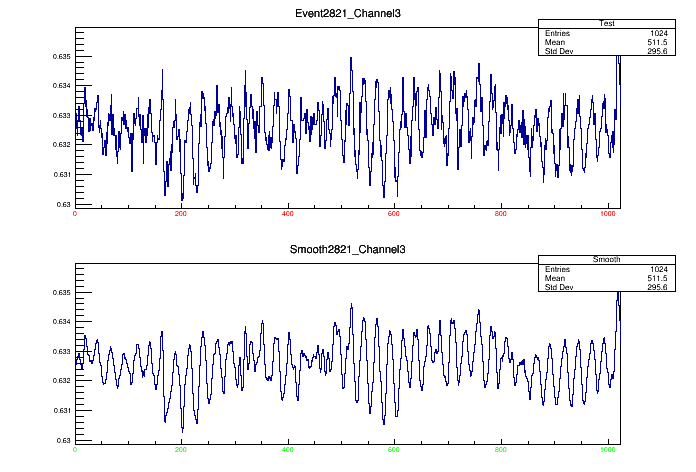 Event2821_Channel3
Test
Entries 1024
Mean 511.5
Std Dev 295.6
0.635
0.634
0.633
0.632
0.631
0.63
0 200 400 600 800 1000
Smooth2821_Channel3
Smooth
Entries 1024
Mean 511.5
Std Dev 295.6
0.635
0.634
0.633
0.632
0.631
0.63
0 200 400 600 800 1000